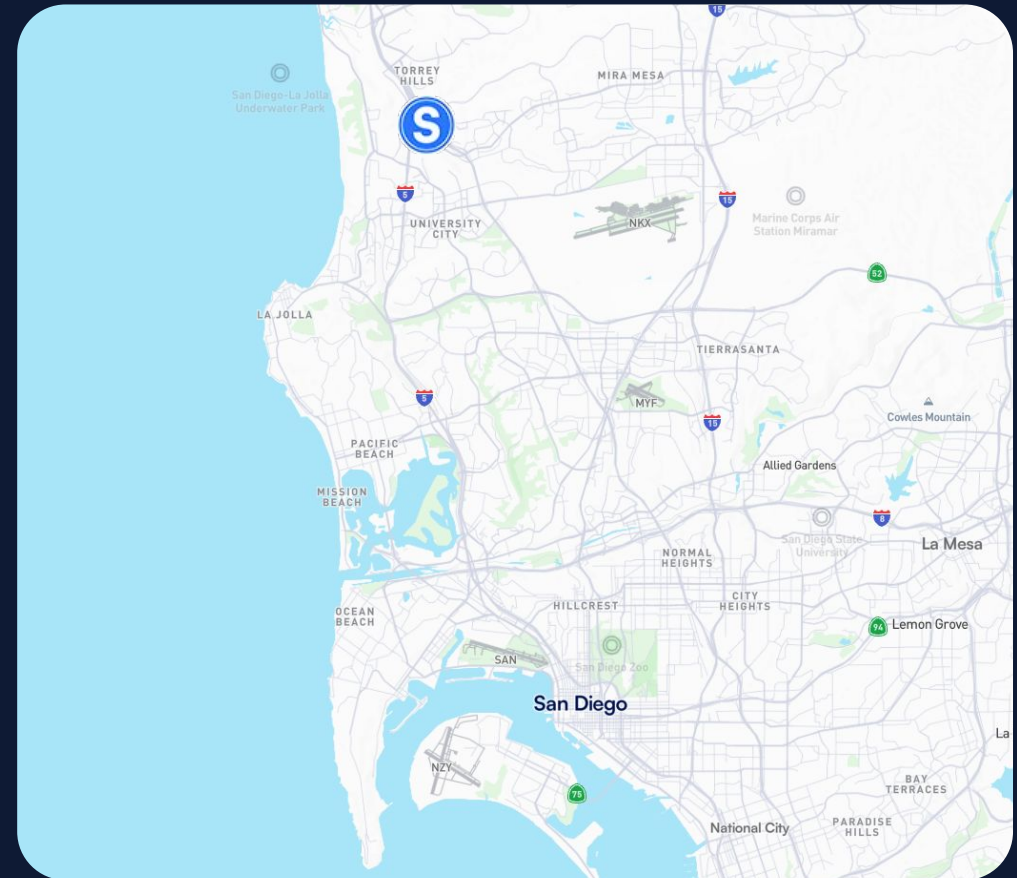 15
TORREY
HILLS
MIRA MESA
San Diego-La Jolla
Underwater Park
S
5
15
NKX
Marine Corps Air
Station Miramar
UNIVERSITY
CITY
52
LA JOLLA
TIERRASANTA
5
MYF
15
Cowles Mountain
PACIFIC
BEACH
Allied Gardens
MISSION
BEACH
8
San Diego State
University
La Mesa
NORMAL
HEIGHTS
CITY
HEIGHTS
HILLCREST
OCEAN
BEACH
94
Lemon Grove
SAN
San Diego Zoo
San Diego
La
NZY
75
BAY
TERRACES
National City
PARADISE
HILLS